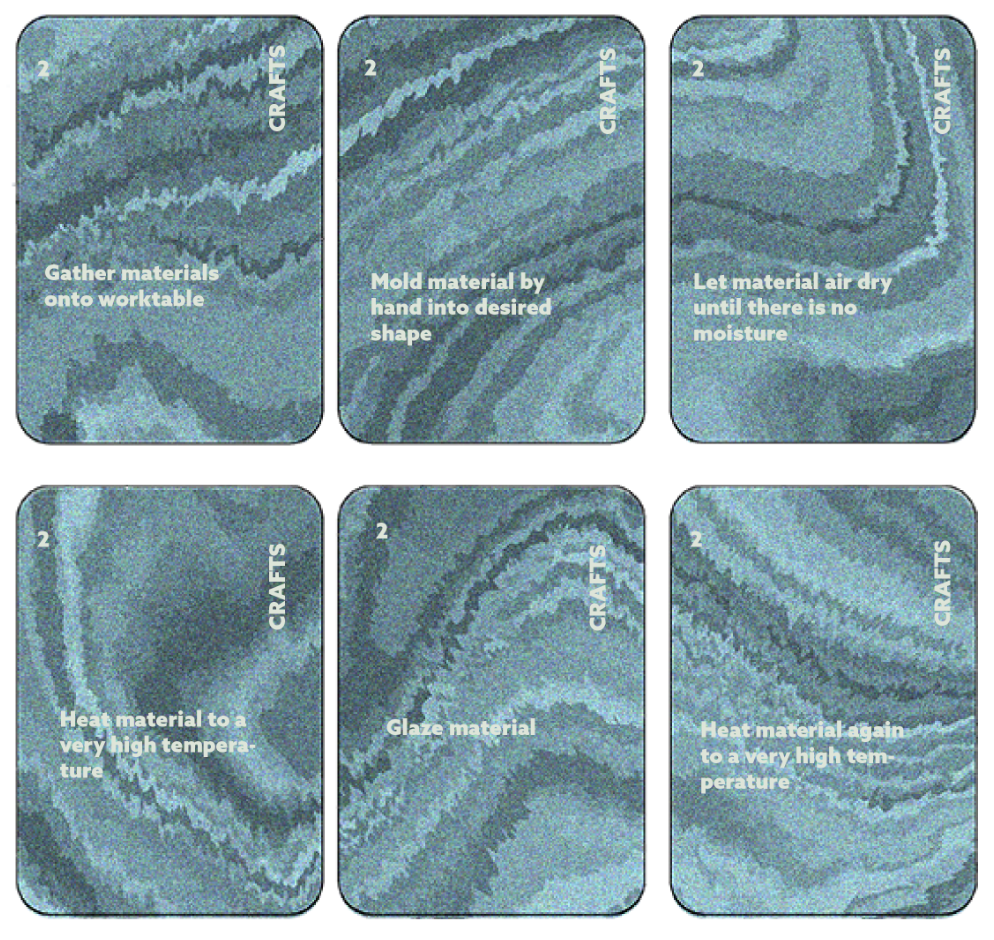 2
CRAFTS
Gather materials
onto worktable
2
CRAFTS
Mold material by
hand into desired
shape
2
CRAFTS
Let material air dry
until there is no
moisture
2
CRAFTS
Heat material to a
very high tempera-
ture
2
CRAFTS
Glaze material
2
CRAFTS
Heat material again
to a very high tem-
perature